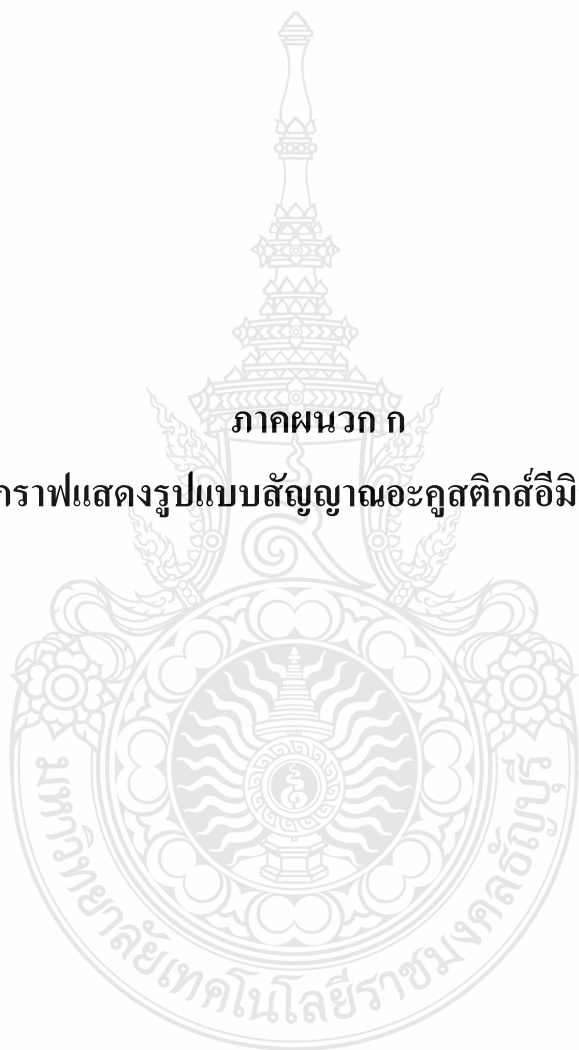 ภาคผนวก ก
กราฟแสดงรูปแบบสัญญาณอะคูสติกส์อีมิ
มหาวิทยาลัยเทคโนโลยีราชมงคลธัญบุรี